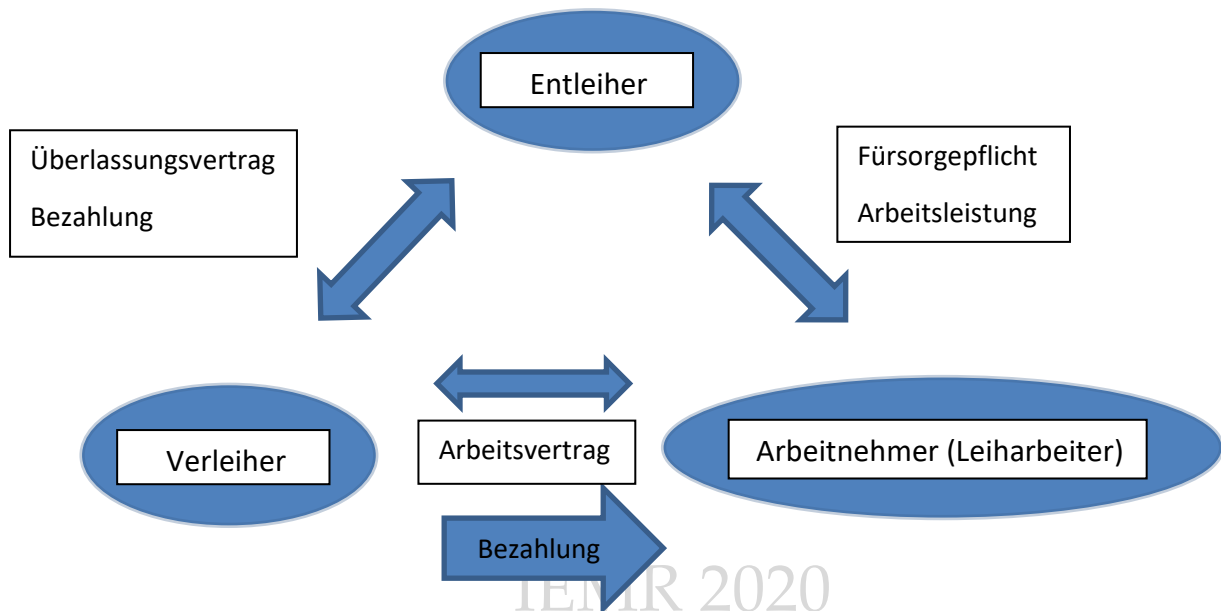 Entleiher
Überlassungsvertrag
Bezahlung
Fürsorgepflicht
Arbeitsleistung
Verleiher
Arbeitsvertrag
Arbeitnehmer (Leiharbeiter)
Bezahlung
IEMR 2020